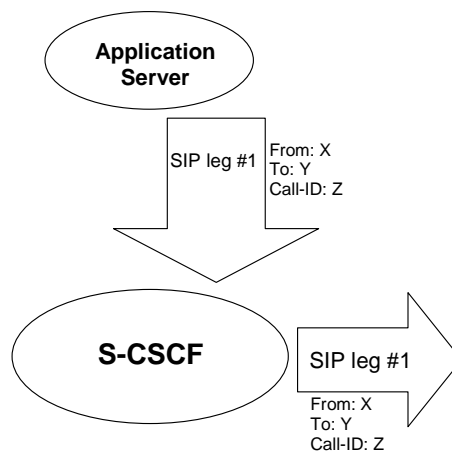 Application
Server
SIP leg #1
From: X
To: Y
Call-ID: Z
S-CSCF
SIP leg #1
From: X
To: Y
Call-ID: Z